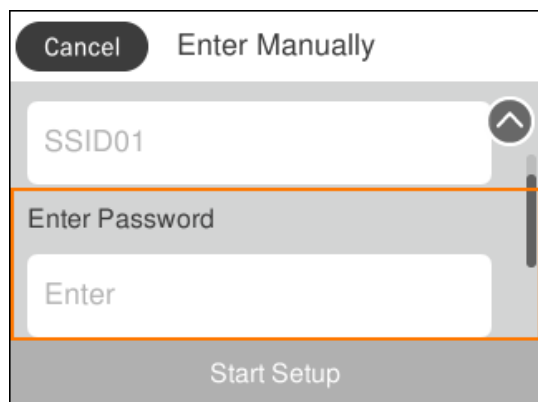 Cancel Enter Manually
SSID01
Enter Password
Enter
Start Setup